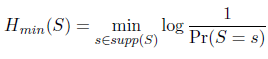 H_{min}(S) = \min_{s \in supp(S)} \log \frac{1}{\Pr(S = s)}